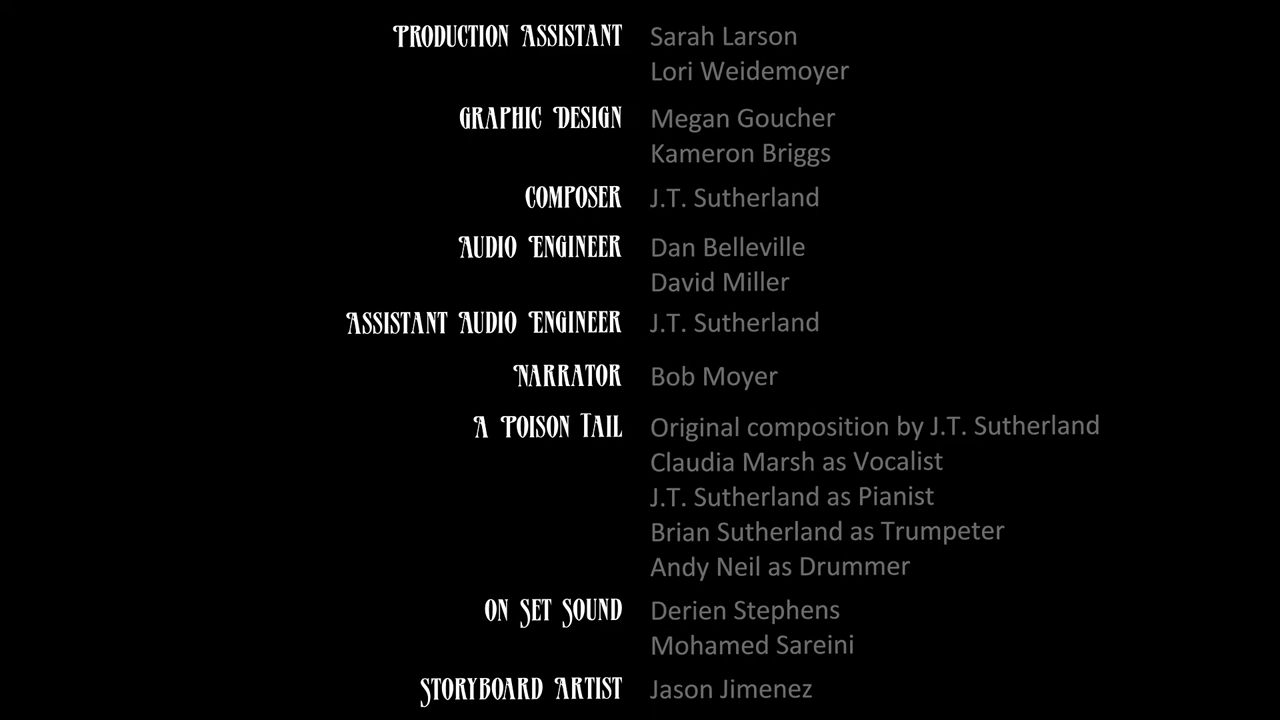 Production Assistant Sarah Larson
Lori Weidemoyer
Graphic Design Megan Goucher
Kameron Briggs
Composer J.T. Sutherland
Audio Engineer Dan Belleville
David Miller
Assistant Audio Engineer J.T. Sutherland
Narrator Bob Moyer
A Poison Tail Original composition by J.T. Sutherland
Claudia Marsh as Vocalist
J.T. Sutherland as Pianist
Brian Sutherland as Trumpeter
Andy Neil as Drummer
On Set Sound Derien Stephens
Mohamed Sareini
Storyboard Artist Jason Jimenez